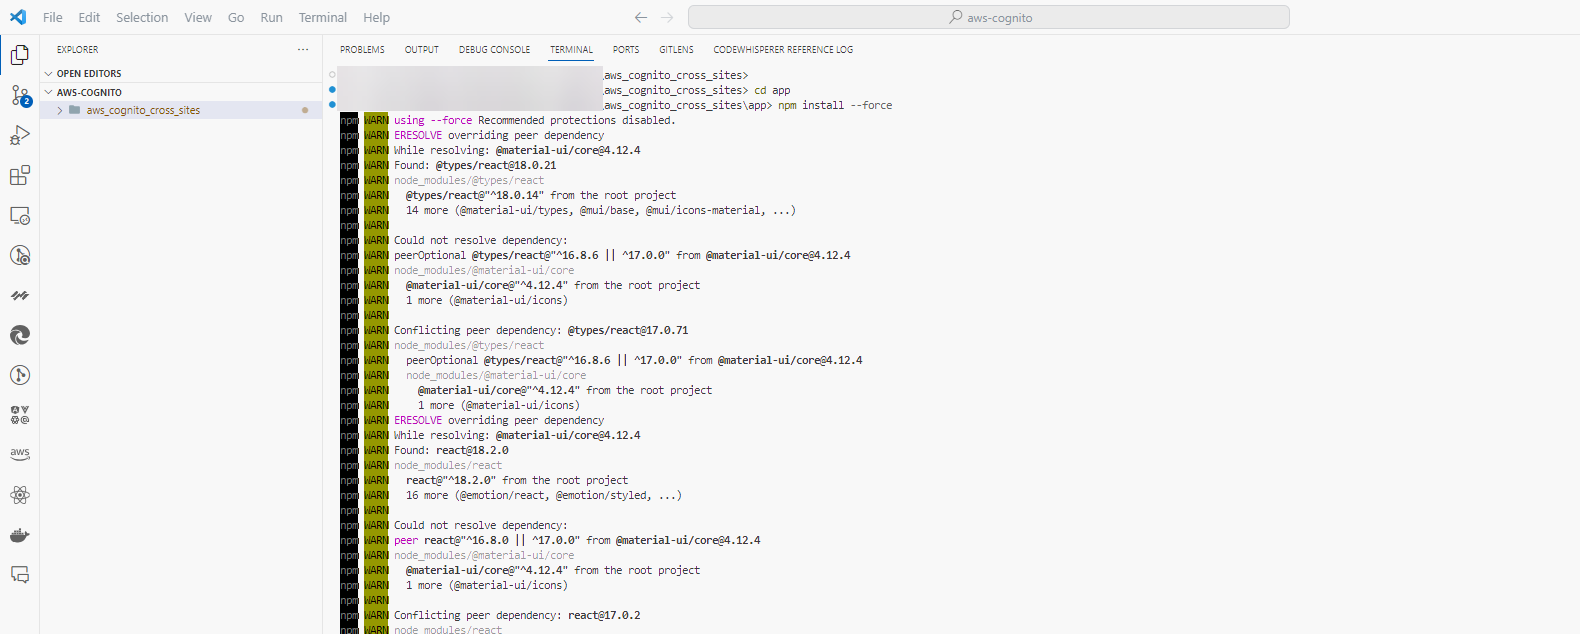 File Edit Selection View Go Run Terminal Help
aws-cognito
EXPLORER
OPEN EDITORS
AWS-COGNITO
aws_cognito_cross_sites
2
aws
PROBLEMS OUTPUT DEBUG CONSOLE TERMINAL PORTS GITLENS CODEWHISPERER REFERENCE LOG
\aws_cognito_cross_sites>
\aws_cognito_cross_sites> cd app
\aws_cognito_cross_sites\app> npm install --force
npm WARN using --force Recommended protections disabled.
npm WARN ERESOLVE overriding peer dependency
npm WARN While resolving: @material-ui/core@4.12.4
npm WARN Found: @types/react@18.0.21
npm WARN node_modules/@types/react
npm WARN   @types/react@"^18.0.14" from the root project
npm WARN   14 more (@material-ui/types, @mui/base, @mui/icons-material, ...)
npm WARN
npm WARN Could not resolve dependency:
npm WARN peerOptional @types/react@"^16.8.6 || ^17.0.0" from @material-ui/core@4.12.4
npm WARN node_modules/@material-ui/core
npm WARN   @material-ui/core@"^4.12.4" from the root project
npm WARN   1 more (@material-ui/icons)
npm WARN
npm WARN Conflicting peer dependency: @types/react@17.0.71
npm WARN node_modules/@types/react
npm WARN   peerOptional @types/react@"^16.8.6 || ^17.0.0" from @material-ui/core@4.12.4
npm WARN   node_modules/@material-ui/core
npm WARN     @material-ui/core@"^4.12.4" from the root project
npm WARN     1 more (@material-ui/icons)
npm WARN ERESOLVE overriding peer dependency
npm WARN While resolving: @material-ui/core@4.12.4
npm WARN Found: react@18.2.0
npm WARN node_modules/react
npm WARN   react@"^18.2.0" from the root project
npm WARN   16 more (@emotion/react, @emotion/styled, ...)
npm WARN
npm WARN Could not resolve dependency:
npm WARN peer react@"^16.8.0 || ^17.0.0" from @material-ui/core@4.12.4
npm WARN node_modules/@material-ui/core
npm WARN   @material-ui/core@"^4.12.4" from the root project
npm WARN   1 more (@material-ui/icons)
npm WARN
npm WARN Conflicting peer dependency: react@17.0.2
npm WARN node_modules/react